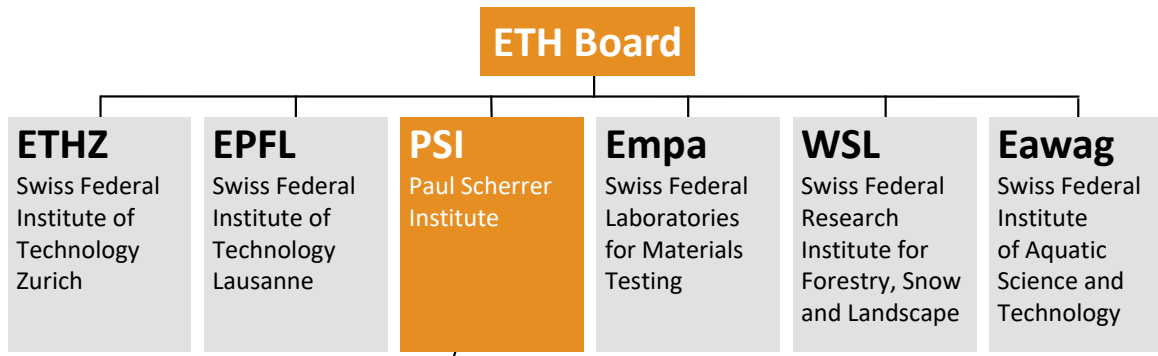 ETH Board
ETHZ
Swiss Federal
Institute of
Technology
Zurich
EPFL
Swiss Federal
Institute of
Technology
Lausanne
PSI
Paul Scherrer
Institute
Empa
Swiss Federal
Laboratories
for Materials
Testing
WSL
Swiss Federal
Research
Institute for
Forestry, Snow
and Landscape
Eawag
Swiss Federal
Institute
of Aquatic
Science and
Technology